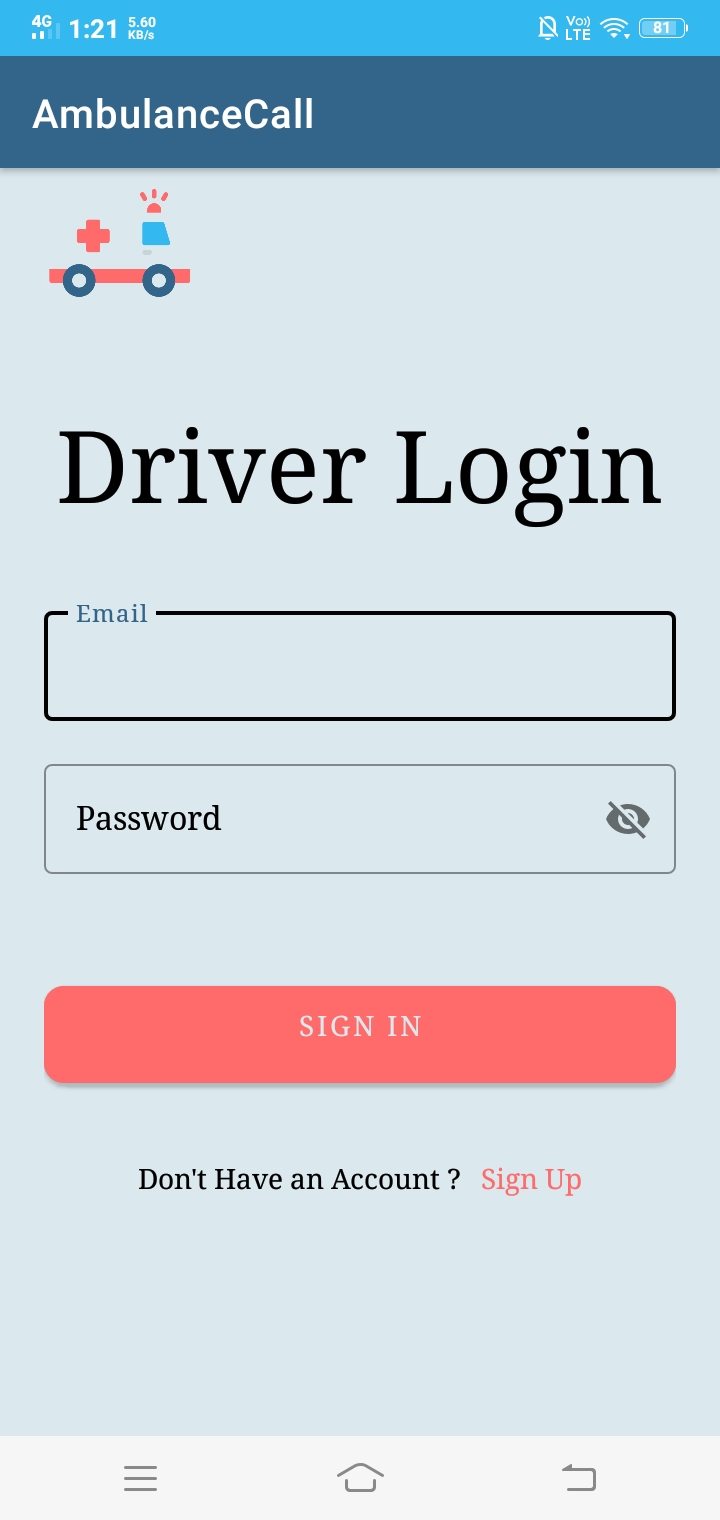 4G 1:21 5.60 KB/s Vo)) LTE 81
AmbulanceCall
Driver Login
Email
Password
SIGN IN
Don't Have an Account ? Sign Up